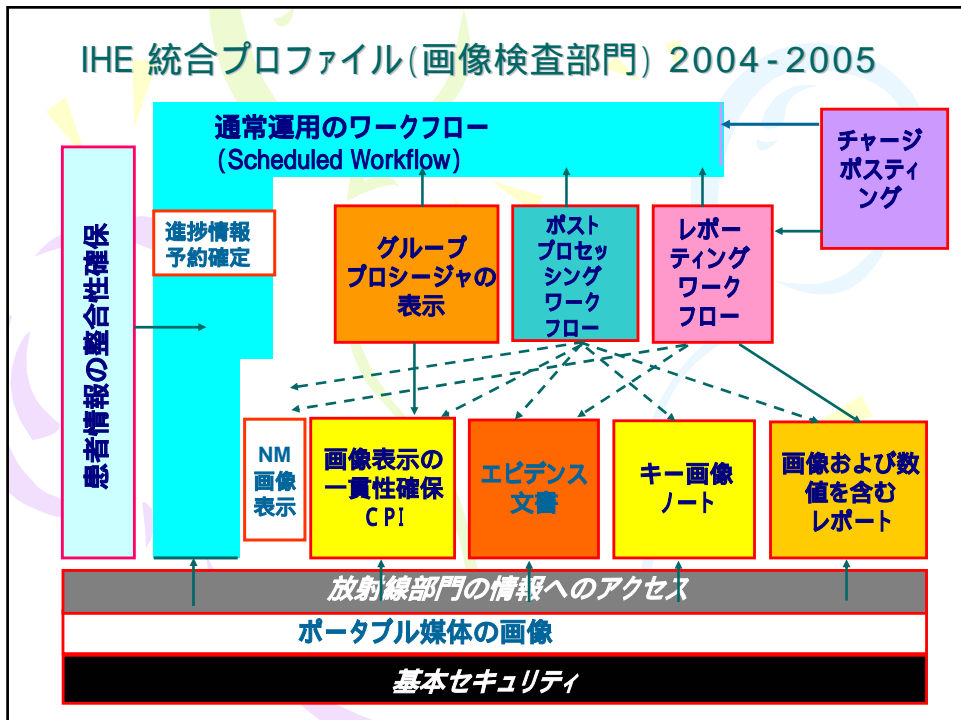 IHE 統合プロファイル(画像検査部門) 2004-2005
通常運用のワークフロー
(Scheduled Workflow)
チャージ
ポスティ
ング
患者情報の整合性確保
進捗情報
予約確定
グループ
プロシージャの
表示
ポスト
プロセッ
シング
ワーク
フロー
レポー
ティング
ワーク
フロー
NM
画像
表示
画像表示の
一貫性確保
CPI
エビデンス
文書
キー画像
ノート
画像および数
値を含む
レポート
放射線部門の情報へのアクセス
ポータブル媒体の画像
基本セキュリティ